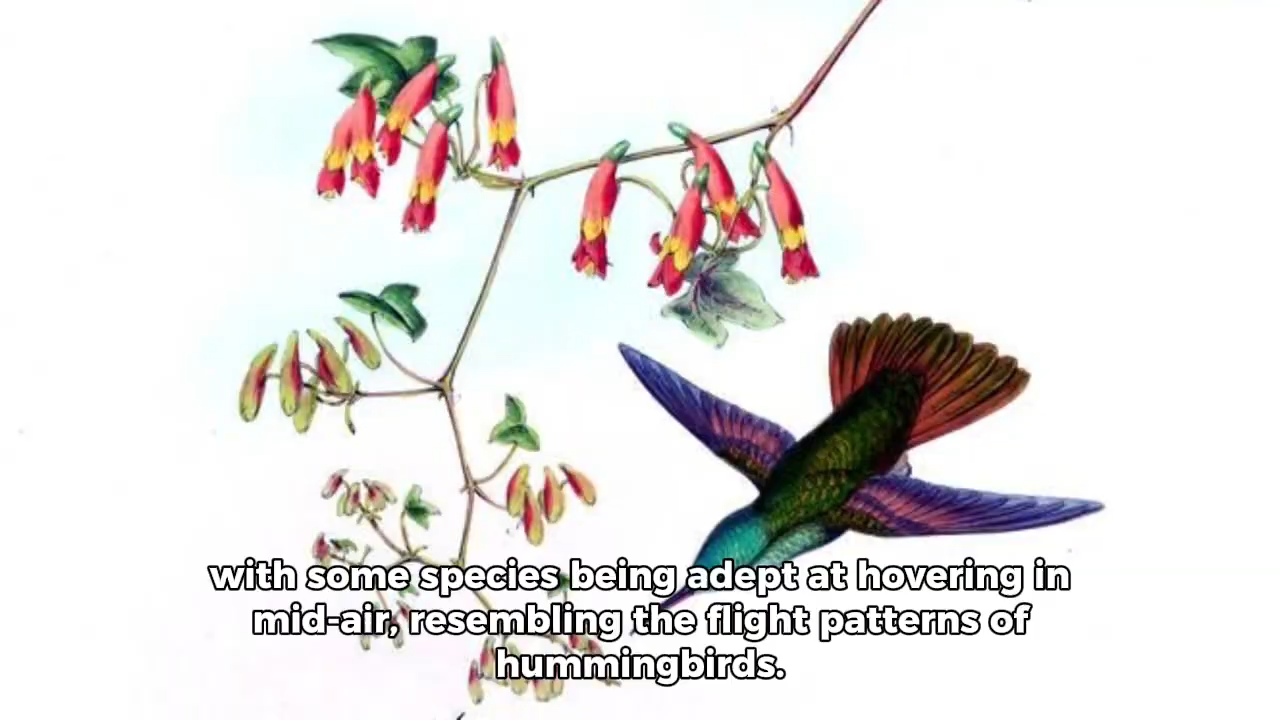 with some species being adept at hovering in
mid-air, resembling the flight patterns of
hummingbirds.